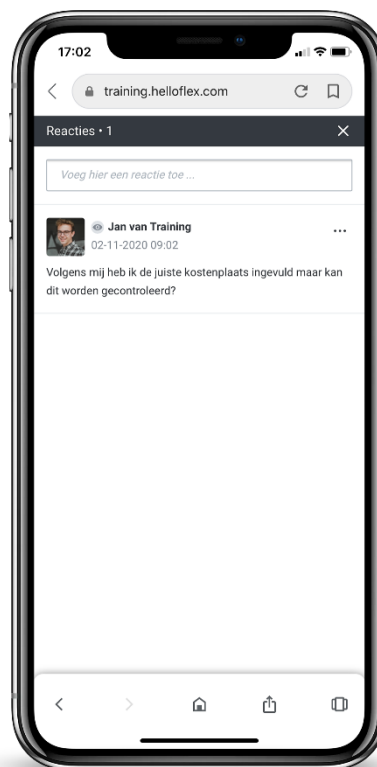 17:02
training.helloflex.com
Reacties • 1
Voeg hier een reactie toe ...
Jan van Training
02-11-2020 09:02
Volgens mij heb ik de juiste kostenplaats ingevuld maar kan
dit worden gecontroleerd?